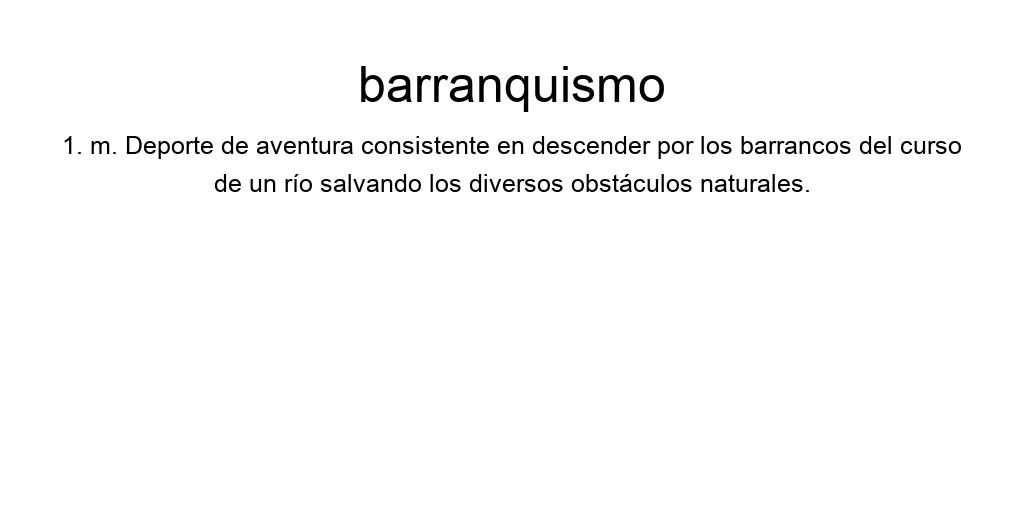 barranquismo
1. m. Deporte de aventura consistente en descender por los barrancos del curso
de un río salvando los diversos obstáculos naturales.